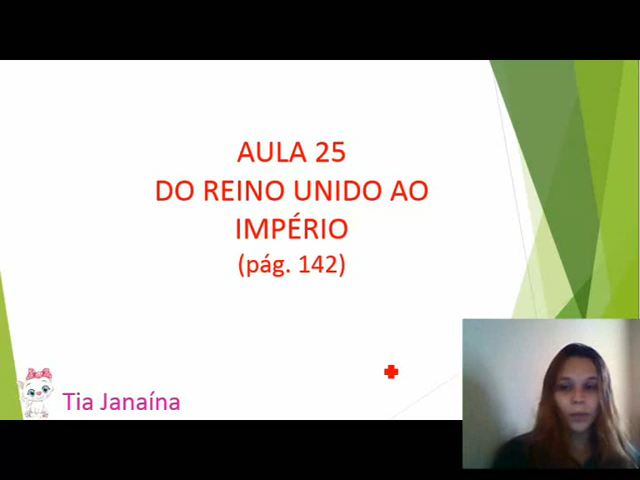 AULA 25
DO REINO UNIDO AO
IMPÉRIO
(pág. 142)
Tia Janaína